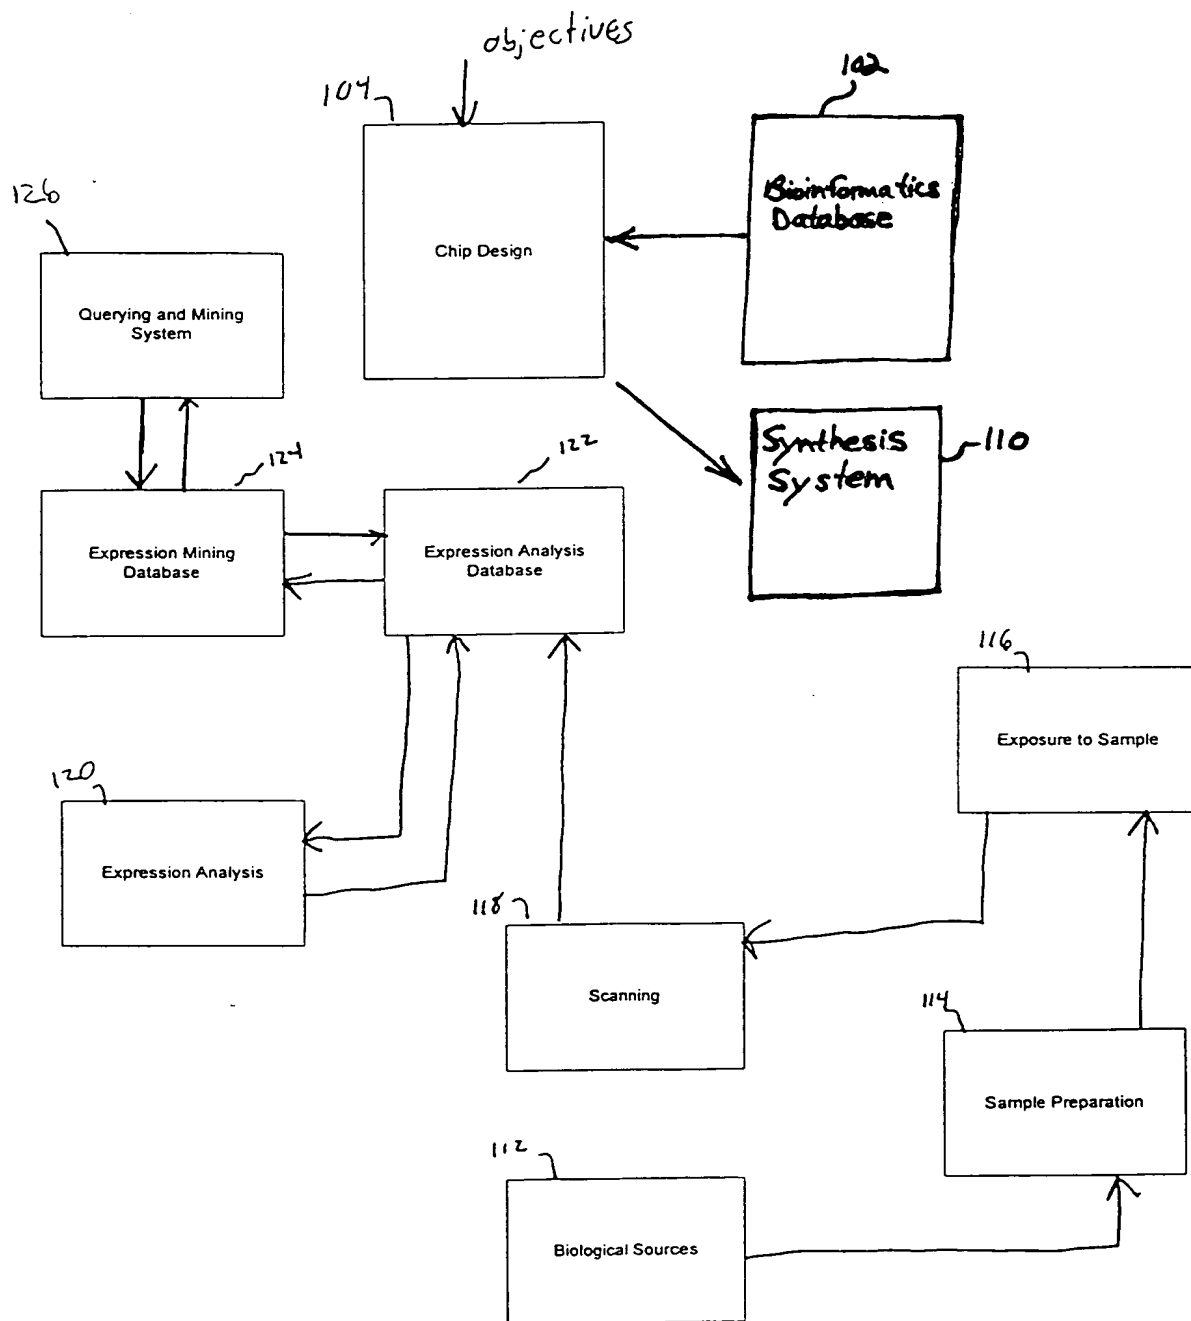 objectives
104
102
Chip Design
Bioinformatics
Database
126
Querying and Mining
System
Synthesis
System
110
124
122
Expression Mining
Database
Expression Analysis
Database
116
Exposure to Sample
120
Expression Analysis
118
Scanning
114
Sample Preparation
112
Biological Sources